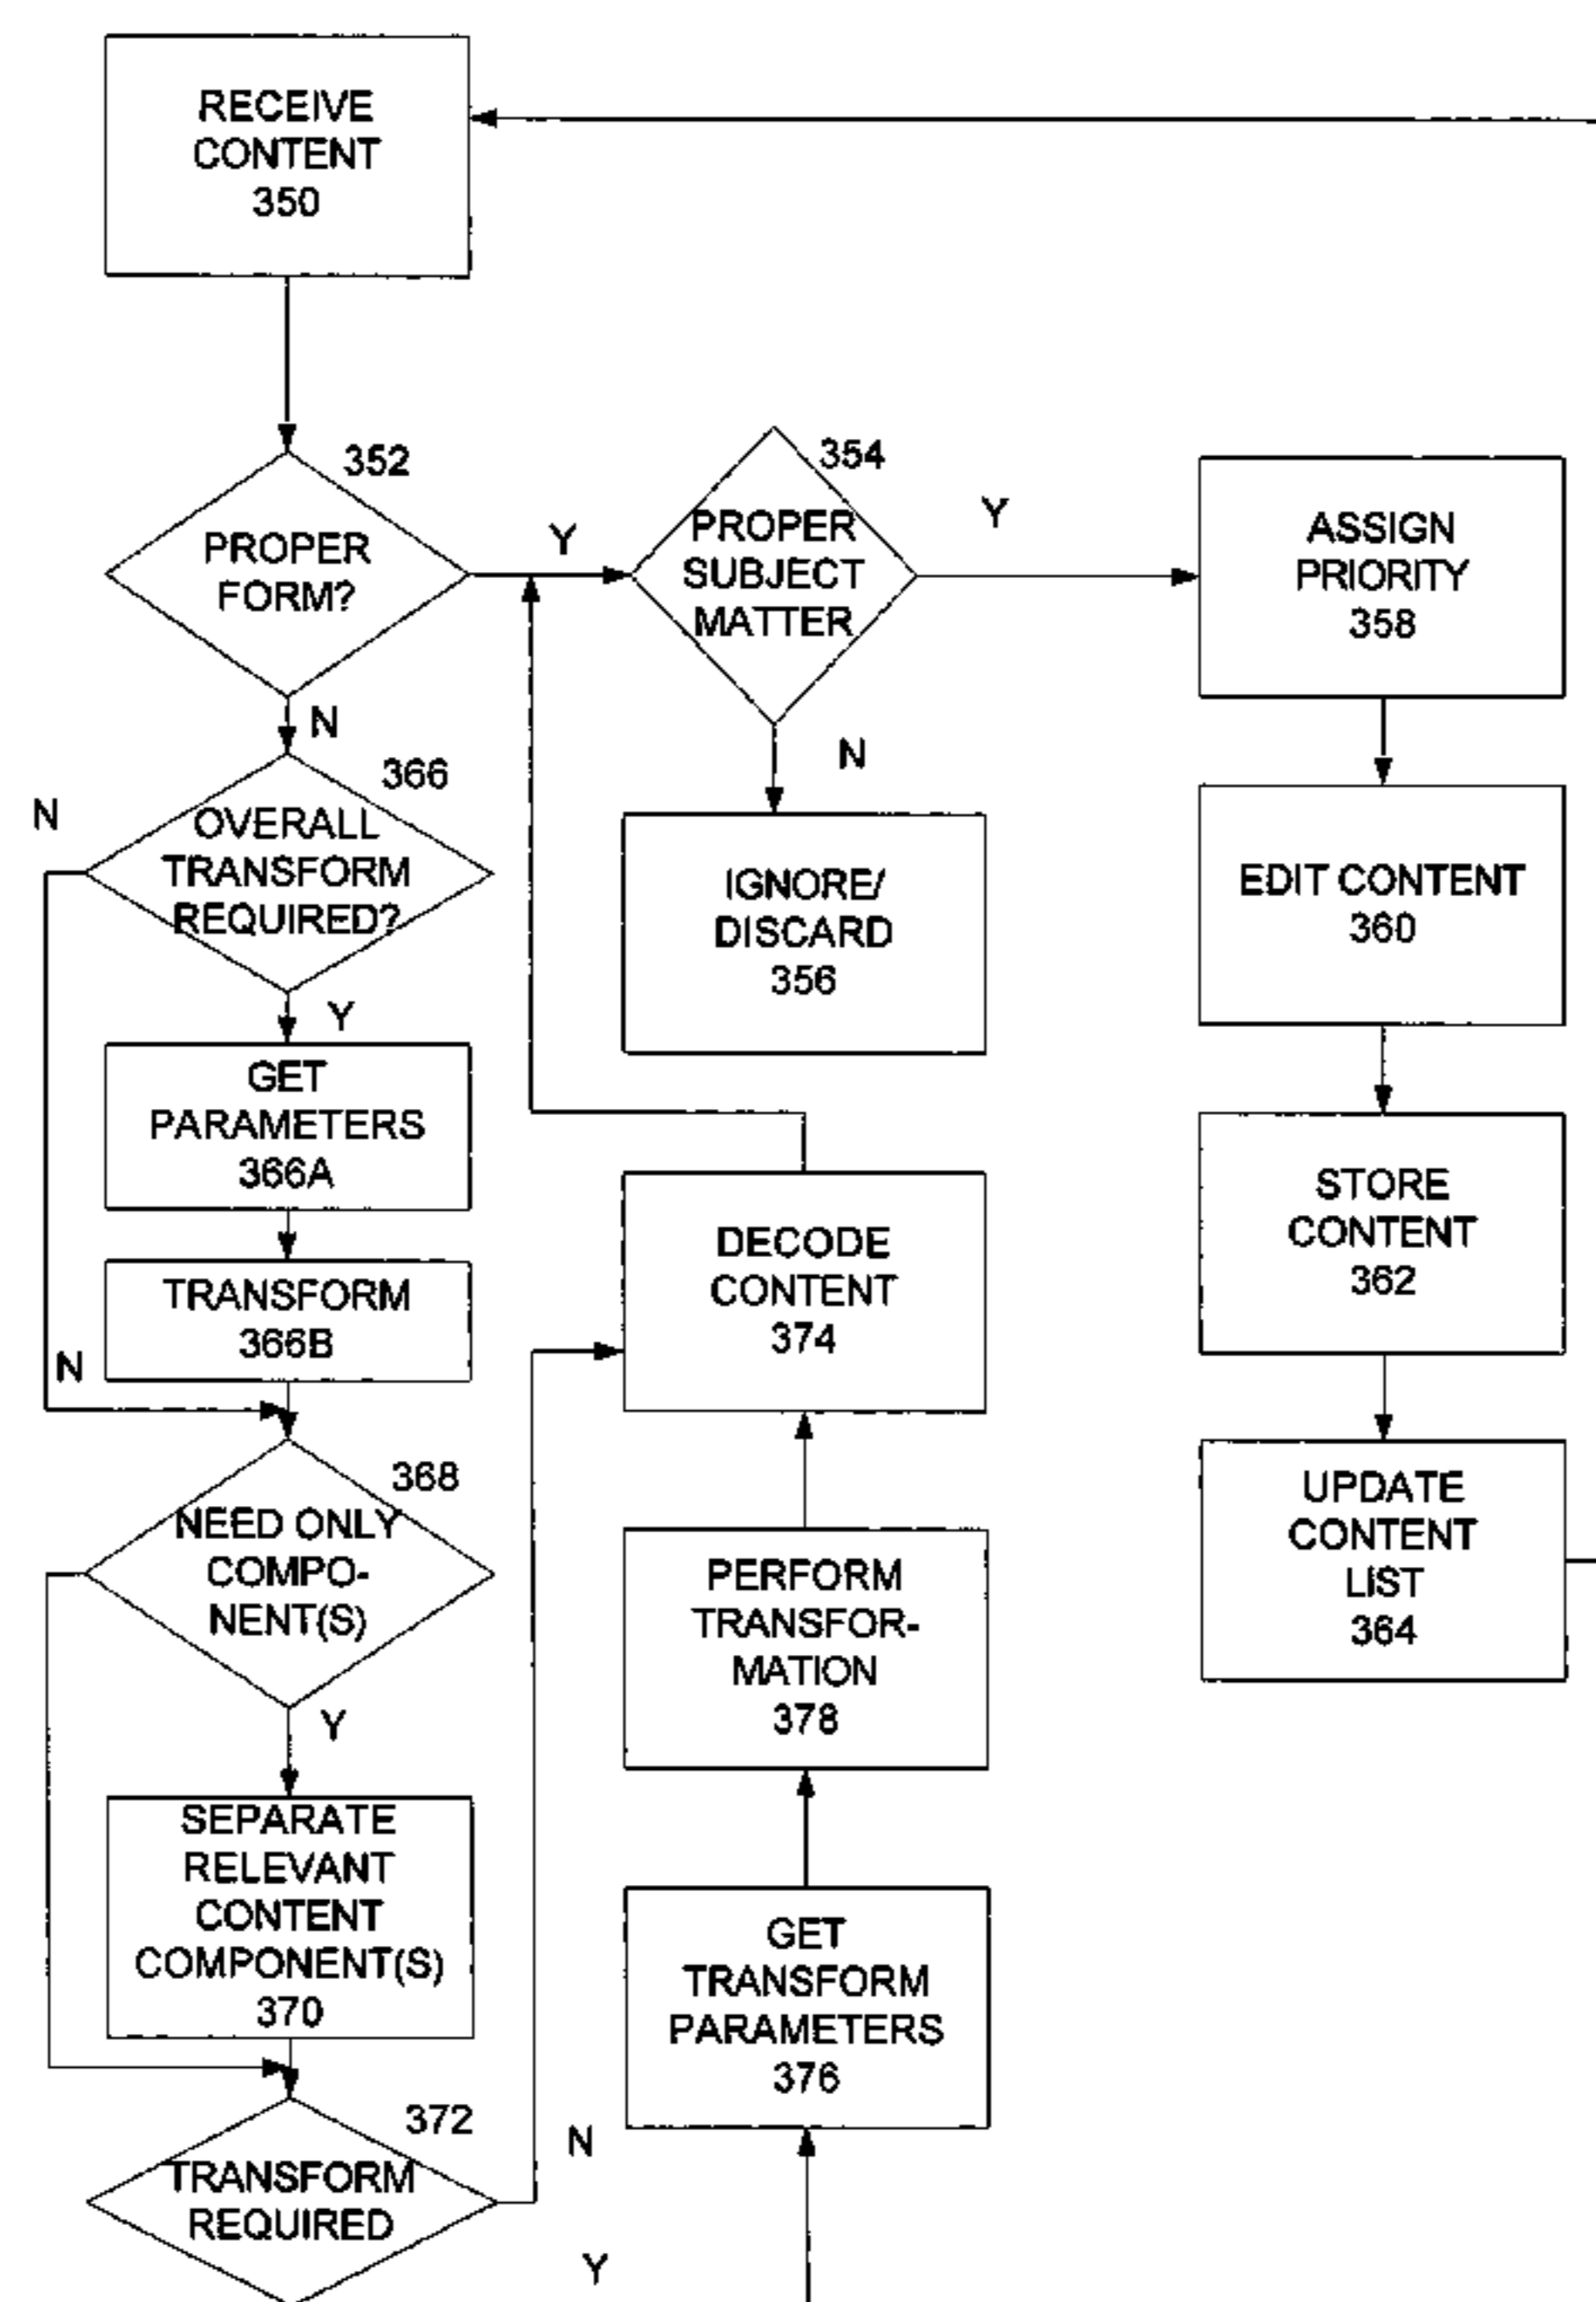 RECEIVE
CONTENT
350
352
PROPER
FORM?
Y
N
354
PROPER
SUBJECT
MATTER
Y
N
ASSIGN
PRIORITY
358
366
N
OVERALL
TRANSFORM
REQUIRED?
Y
IGNORE/
DISCARD
356
EDIT CONTENT
360
GET
PARAMETERS
366A
TRANSFORM
366B
N
DECODE
CONTENT
374
STORE
CONTENT
362
368
NEED ONLY
COMPO-
NENT(S)
Y
PERFORM
TRANSFOR-
MATION
378
UPDATE
CONTENT
LIST
364
SEPARATE
RELEVANT
CONTENT
COMPONENT(S)
370
GET
TRANSFORM
PARAMETERS
376
372
TRANSFORM
REQUIRED
N
Y